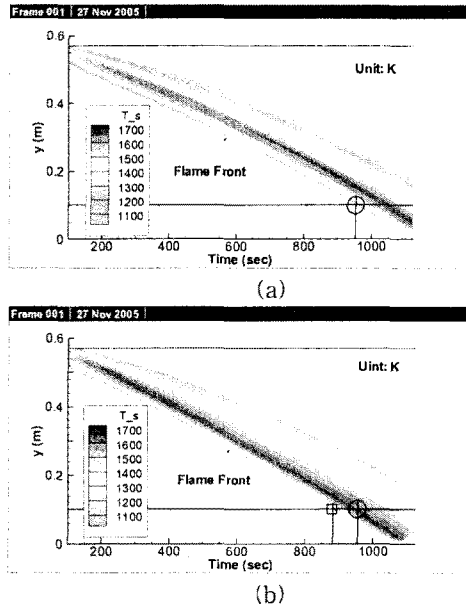 Frame 001 | 27 Nov 2005
Unit: K
0.6
0.4
0.2
0
y (m)
T_s
1700
1600
1500
1400
1300
1200
1100
Flame Front
200 400 600 800 1000
Time (sec)
(a)
Frame 001 | 27 Nov 2005
Uint: K
0.6
0.4
0.2
0
y (m)
T_s
1700
1600
1500
1400
1300
1200
1100
Flame Front
200 400 600 800 1000
Time (sec)
(b)